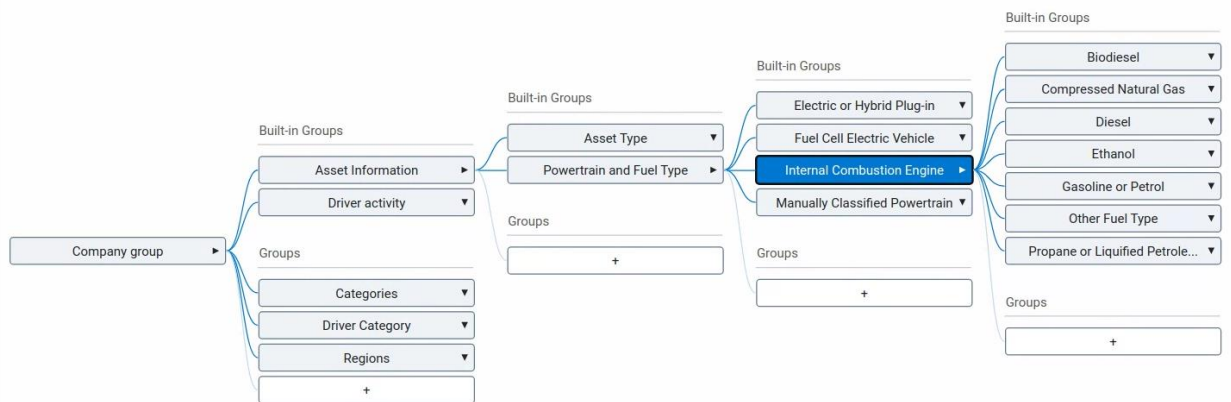 Company group
Built-in Groups
Asset Information
Driver activity
Groups
Categories
Driver Category
Regions
+
Built-in Groups
Asset Type
Powertrain and Fuel Type
Groups
+
Built-in Groups
Electric or Hybrid Plug-in
Fuel Cell Electric Vehicle
Internal Combustion Engine
Manually Classified Powertrain
Groups
+
Built-in Groups
Biodiesel
Compressed Natural Gas
Diesel
Ethanol
Gasoline or Petrol
Other Fuel Type
Propane or Liquified Petrole...
Groups
+